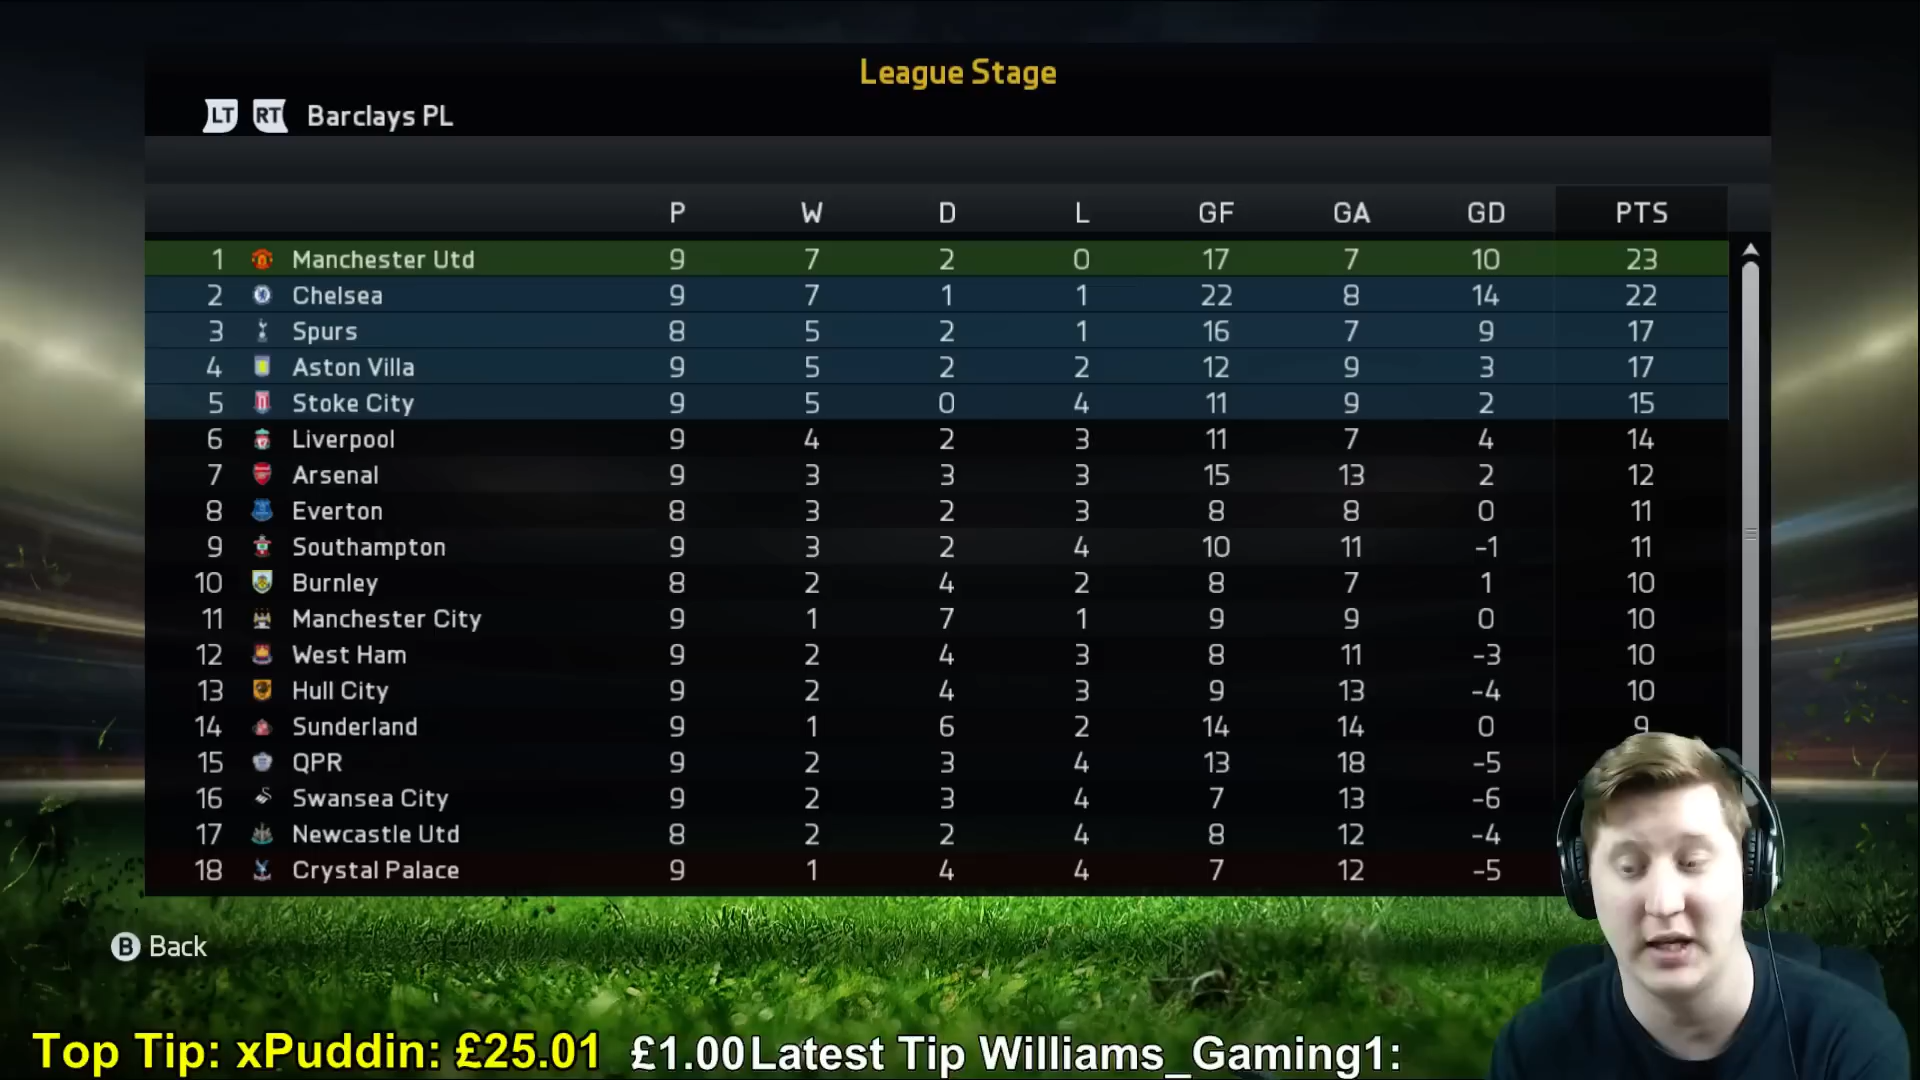 League Stage
LT RT Barclays PL
P W D L GF GA GD PTS
1 Manchester Utd 9 7 2 0 17 7 10 23
2 Chelsea 9 7 1 1 22 8 14 22
3 Spurs 8 5 2 1 16 7 9 17
4 Aston Villa 9 5 2 2 12 9 3 17
5 Stoke City 9 5 0 4 11 9 2 15
6 Liverpool 9 4 2 3 11 7 4 14
7 Arsenal 9 3 3 3 15 13 2 12
8 Everton 8 3 2 3 8 8 0 11
9 Southampton 9 3 2 4 10 11 -1 11
10 Burnley 8 2 4 2 8 7 1 10
11 Manchester City 9 1 7 1 9 9 0 10
12 West Ham 9 2 4 3 8 11 -3 10
13 Hull City 9 2 4 3 9 13 -4 10
14 Sunderland 9 1 6 2 14 14 0 9
15 QPR 9 2 3 4 13 18 -5
16 Swansea City 9 2 3 4 7 13 -6
17 Newcastle Utd 8 2 2 4 8 12 -4
18 Crystal Palace 9 1 4 4 7 12 -5
B Back
Top Tip: xPuddin: £25.01 £1.00Latest Tip Williams_Gaming1: